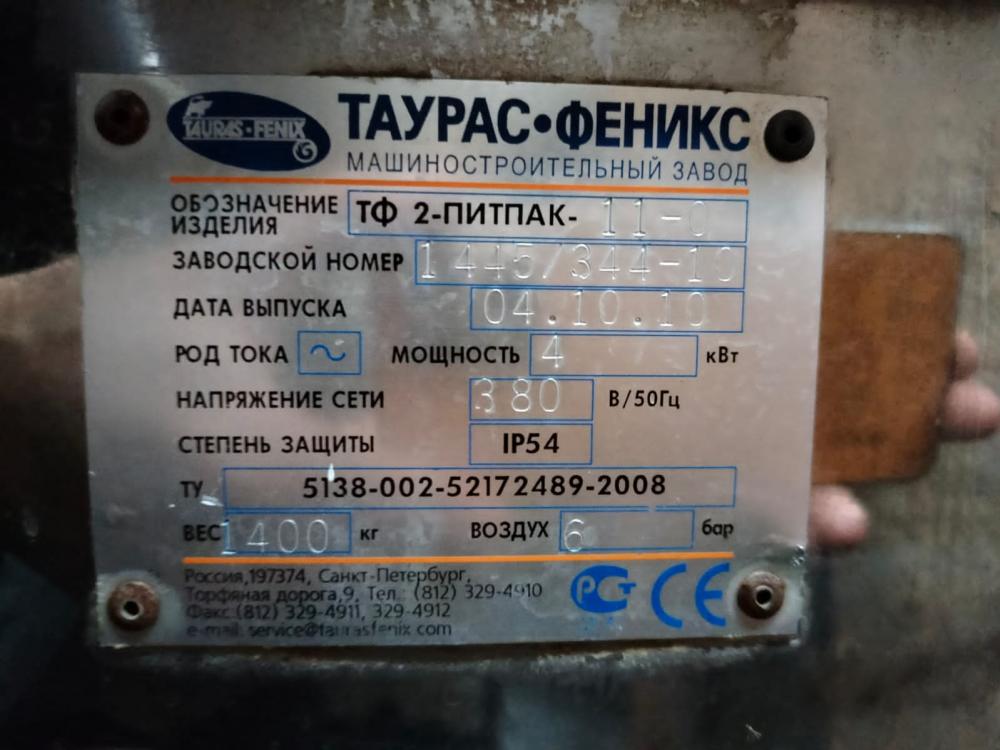 TAURAS-FENIX
ТАУРАС•ФЕНИКС
МАШИНОСТРОИТЕЛЬНЫЙ ЗАВОД
ОБОЗНАЧЕНИЕ ИЗДЕЛИЯ ТФ 2-ПИТПАК- 11-0
ЗАВОДСКОЙ НОМЕР 1445/344-10
ДАТА ВЫПУСКА 04.10.10
РОД ТОКА ~ МОЩНОСТЬ 4 кВт
НАПРЯЖЕНИЕ СЕТИ 380 В/50Гц
СТЕПЕНЬ ЗАЩИТЫ IP54
ТУ 5138-002-52172489-2008
ВЕС 1400 кг ВОЗДУХ 6 бар
Россия,197374, Санкт-Петербург,
Торфяная дорога,9, Тел.: (812) 329-4910
Факс:(812) 329-4911, 329-4912
e-mail: service@taurasfenix.com
РСТ CE